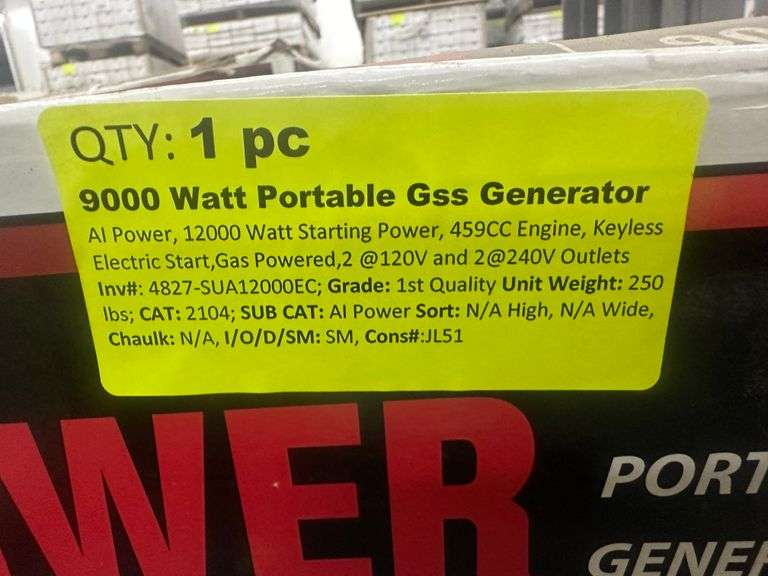 QTY: 1 pc
9000 Watt Portable Gss Generator
AI Power, 12000 Watt Starting Power, 459CC Engine, Keyless
Electric Start,Gas Powered,2 @120V and 2@240V Outlets
Inv#: 4827-SUA12000EC; Grade: 1st Quality Unit Weight: 250
lbs; CAT: 2104; SUB CAT: AI Power Sort: N/A High, N/A Wide,
Chaulk: N/A, I/O/D/SM: SM, Cons#:JL51
WER
PORT
GENER